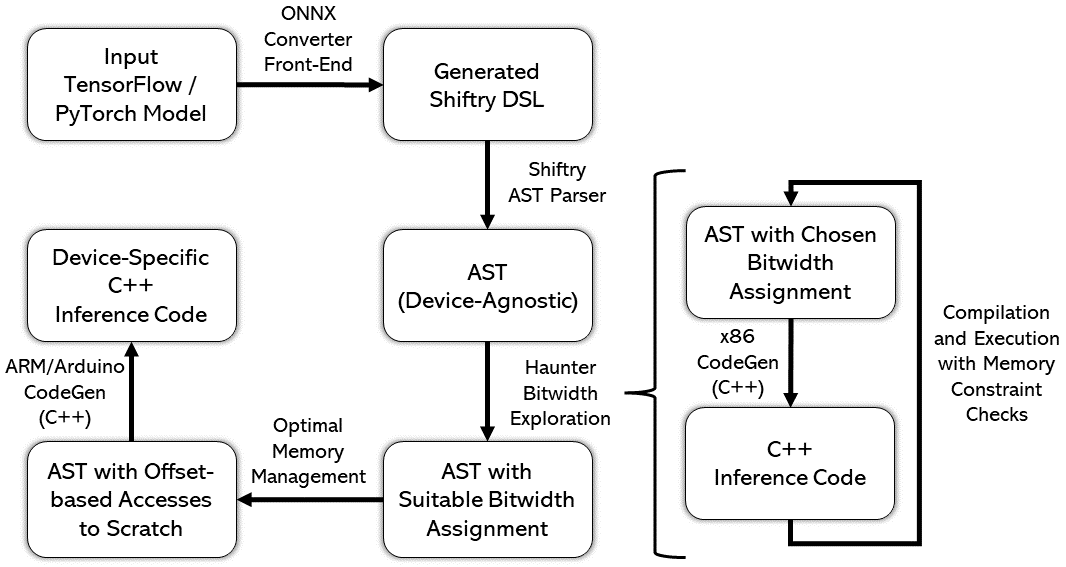 Input
TensorFlow /
PyTorch Model
ONNX
Converter
Front-End
Generated
Shiftry DSL
Shiftry
AST Parser
AST
(Device-Agnostic)
Haunter
Bitwidth
Exploration
AST with Chosen
Bitwidth
Assignment
x86
CodeGen
(C++)
C++
Inference Code
Compilation
and Execution
with Memory
Constraint
Checks
AST with
Suitable Bitwidth
Assignment
Optimal
Memory
Management
AST with Offset-
based Accesses
to Scratch
ARM/Arduino
CodeGen
(C++)
Device-Specific
C++
Inference Code